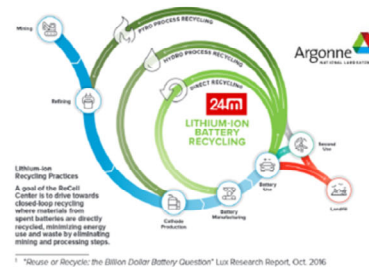 Mining
PYRO PROCESS RECYCLING
HYDRO PROCESS RECYCLING
DIRECT RECYCLING
Argonne
NATIONAL LABORATORY
Refining
24m
LITHIUM-ION
BATTERY
RECYCLING
Second
Use
Battery
Use
Landfill
Battery
Manufacturing
Cathode
Production
Lithium-Ion
Recycling Practices
A goal of the ReCell
Center is to drive towards
closed-loop recycling
where materials from
spent batteries are directly
recycled, minimizing energy
use and waste by eliminating
mining and processing steps.
"Reuse or Recycle: the Billion Dollar Battery Question" Lux Research Report, Oct. 2016